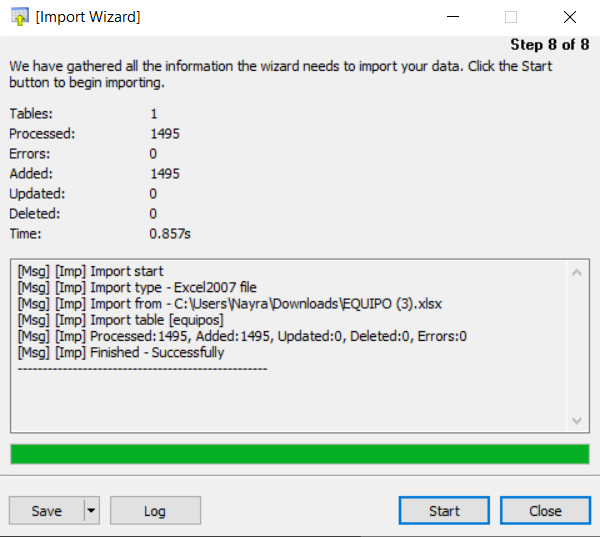 [Import Wizard]
Step 8 of 8
We have gathered all the information the wizard needs to import your data. Click the Start
button to begin importing.
Tables: 1
Processed: 1495
Errors: 0
Added: 1495
Updated: 0
Deleted: 0
Time: 0.857s
[Msg] [Imp] Import start
[Msg] [Imp] Import type - Excel2007 file
[Msg] [Imp] Import from - C:\Users\Nayra\Downloads\EQUIPO (3).xlsx
[Msg] [Imp] Import table [equipos]
[Msg] [Imp] Processed:1495, Added:1495, Updated:0, Deleted:0, Errors:0
[Msg] [Imp] Finished - Successfully
--------------------------------------------------
Save Log Start Close